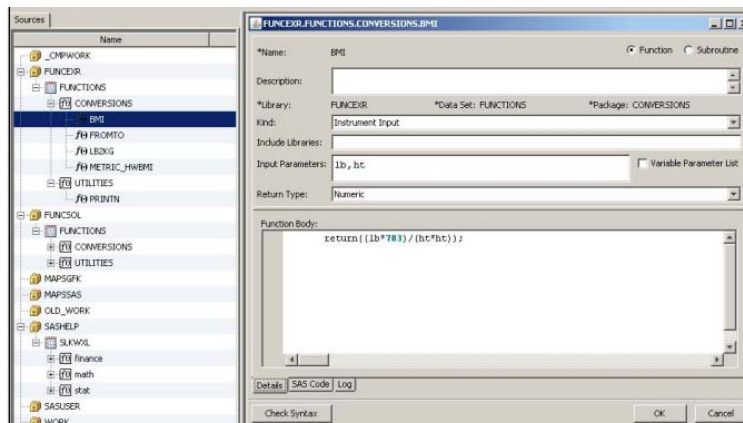 Sources
Name
_CMPWORK
FUNCEXR
FUNCTIONS
CONVERSIONS
BMI
FROMTO
LB2KG
METRIC_HWBMI
UTILITIES
PRINTN
FUNCSOL
FUNCTIONS
CONVERSIONS
UTILITIES
MAPSGFK
MAPSSAS
OLD_WORK
SASHELP
SLKWXL
finance
math
stat
SASUSER
WORK
FUNCEXR.FUNCTIONS.CONVERSIONS.BMI
*Name: BMI Function Subroutine
Description:
*Library: FUNCEXR *Data Set: FUNCTIONS *Package: CONVERSIONS
Kind: Instrument Input
Include Libraries:
Input Parameters: lb,ht Variable Parameter List
Return Type: Numeric
Function Body:
return((lb*703)/(ht*ht));
Details SAS Code Log
Check Syntax OK Cancel